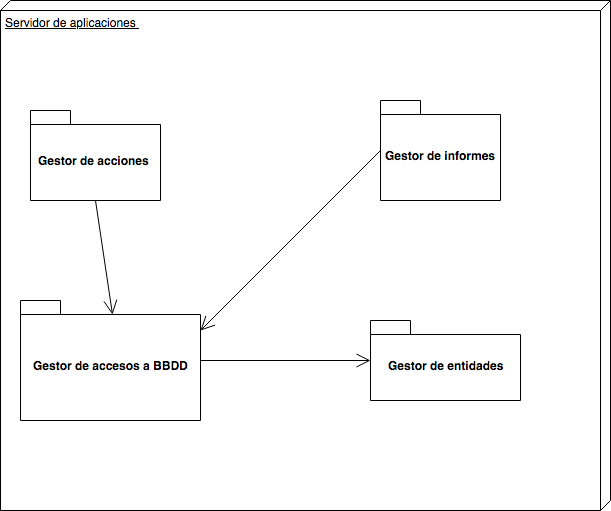 Servidor de aplicaciones
Gestor de acciones
Gestor de informes
Gestor de accesos a BBDD
Gestor de entidades